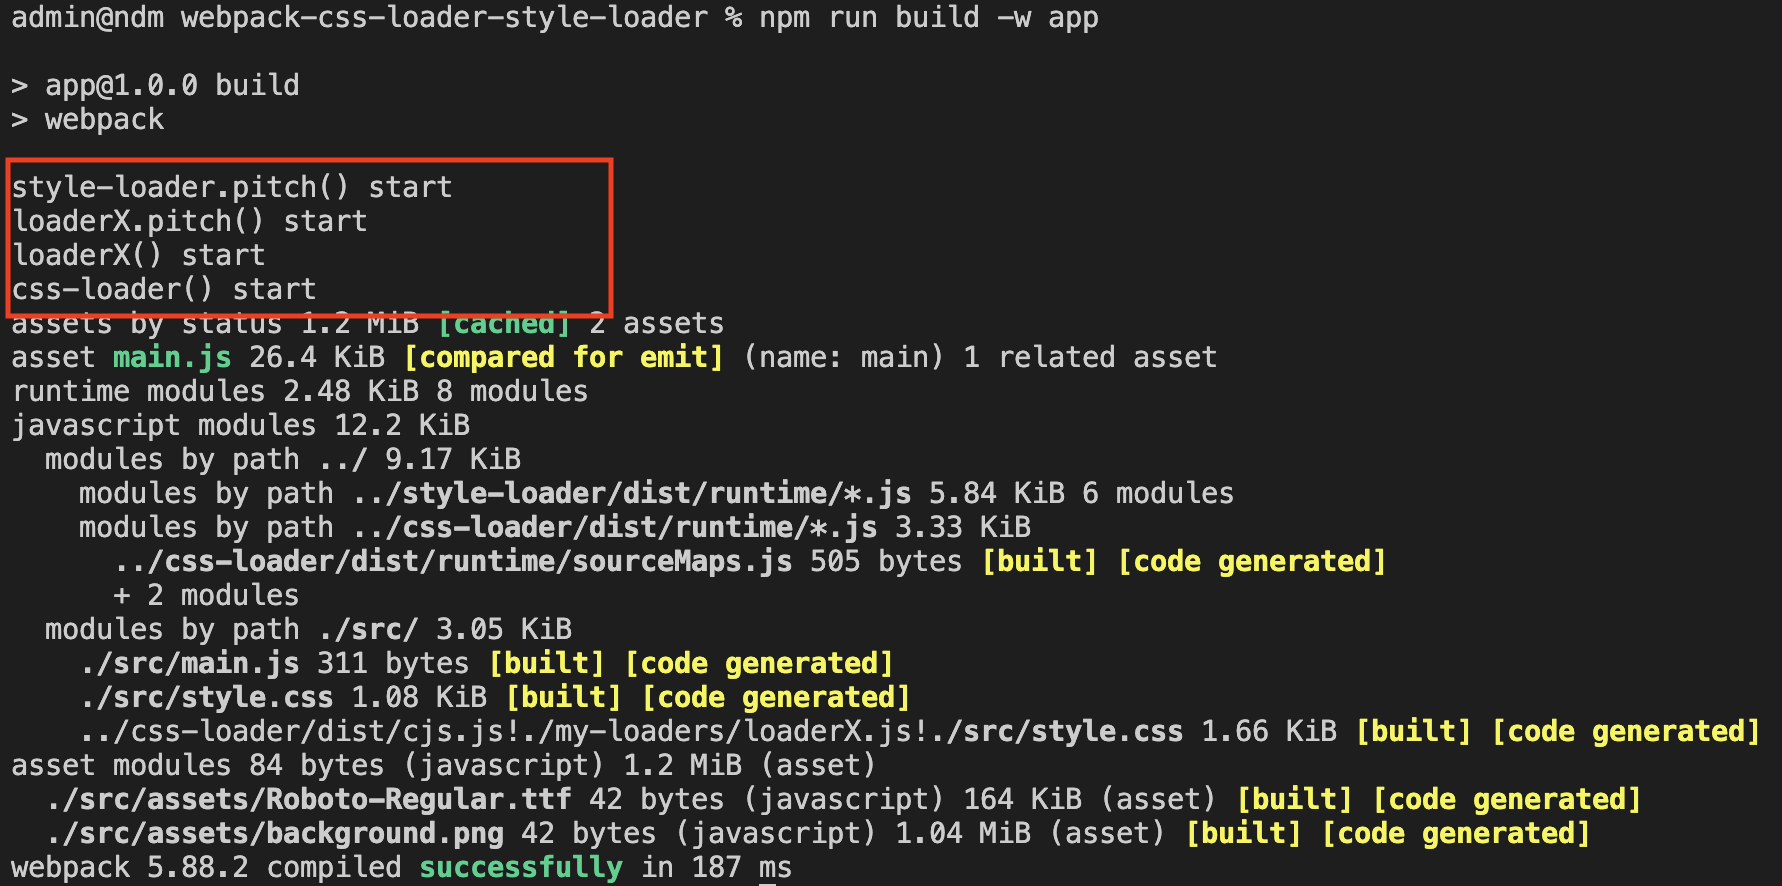 admin@ndm webpack-css-loader-style-loader % npm run build -w app
> app@1.0.0 build
> webpack
style-loader.pitch() start
loaderX.pitch() start
loaderX() start
css-loader() start
assets by status 1.2 MiB [cached] 2 assets
asset main.js 26.4 KiB [compared for emit] (name: main) 1 related asset
runtime modules 2.48 KiB 8 modules
javascript modules 12.2 KiB
modules by path ../ 9.17 KiB
modules by path ../style-loader/dist/runtime/*.js 5.84 KiB 6 modules
modules by path ../css-loader/dist/runtime/*.js 3.33 KiB
../css-loader/dist/runtime/sourceMaps.js 505 bytes [built] [code generated]
+ 2 modules
modules by path ./src/ 3.05 KiB
./src/main.js 311 bytes [built] [code generated]
./src/style.css 1.08 KiB [built] [code generated]
../css-loader/dist/cjs.js!./my-loaders/loaderX.js!./src/style.css 1.66 KiB [built] [code generated]
asset modules 84 bytes (javascript) 1.2 MiB (asset)
./src/assets/Roboto-Regular.ttf 42 bytes (javascript) 164 KiB (asset) [built] [code generated]
./src/assets/background.png 42 bytes (javascript) 1.04 MiB (asset) [built] [code generated]
webpack 5.88.2 compiled successfully in 187 ms